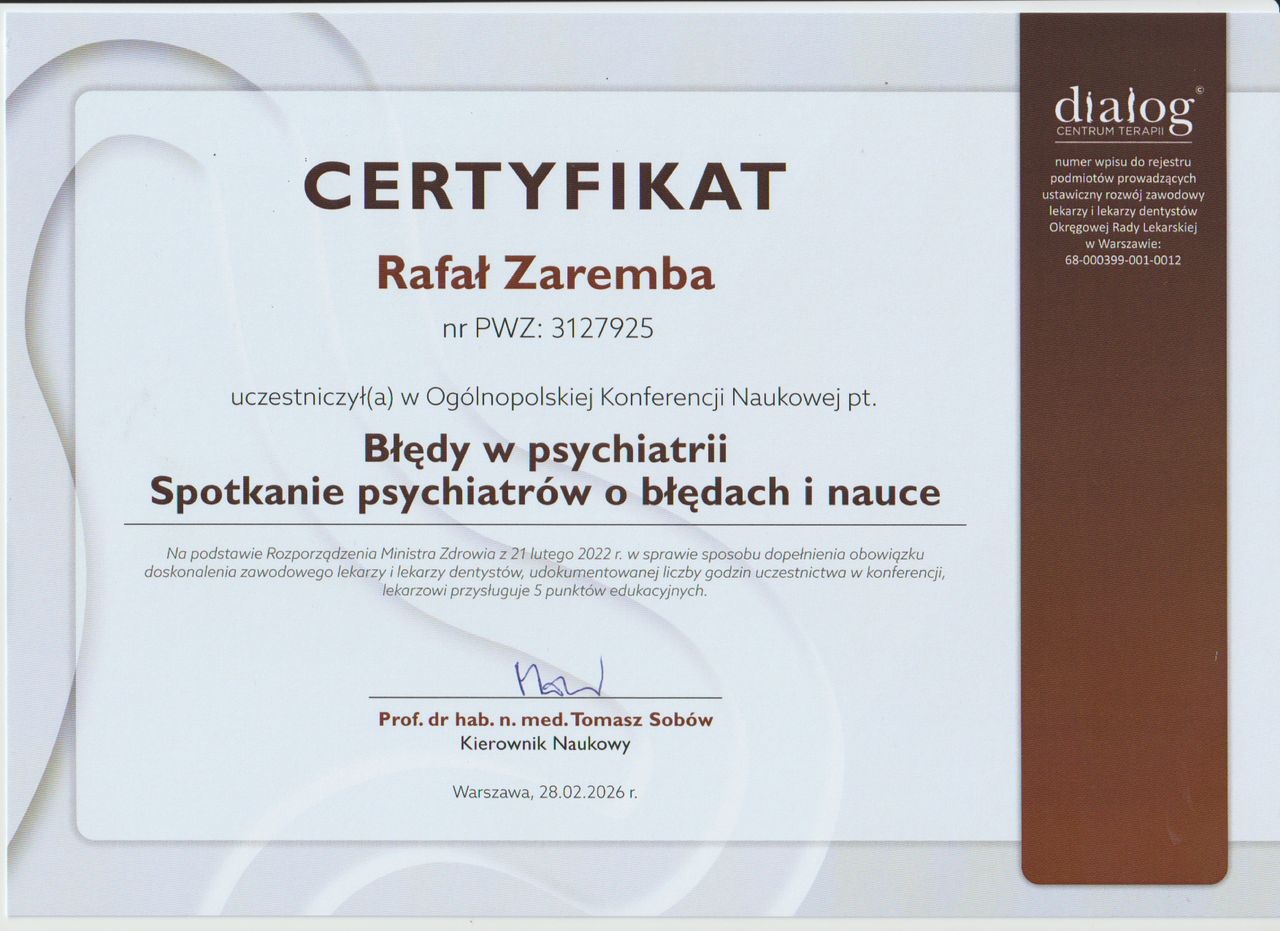 CERTYFIKAT
Rafał Zaremba
nr PWZ: 3127925
uczestniczył(a) w Ogólnopolskiej Konferencji Naukowej pt.
Błędy w psychiatrii
Spotkanie psychiatrów o błędach i nauce
Na podstawie Rozporządzenia Ministra Zdrowia z 21 lutego 2022 r. w sprawie sposobu dopełnienia obowiązku
doskonalenia zawodowego lekarzy i lekarzy dentystów, udokumentowanej liczby godzin uczestnictwa w konferencji,
lekarzowi przysługuje 5 punktów edukacyjnych.
Prof. dr hab. n. med. Tomasz Sobów
Kierownik Naukowy
Warszawa, 28.02.2026 r.
dialog©
CENTRUM TERAPII
numer wpisu do rejestru
podmiotów prowadzących
ustawiczny rozwój zawodowy
lekarzy i lekarzy dentystów
Okręgowej Rady Lekarskiej
w Warszawie:
68-000399-001-0012